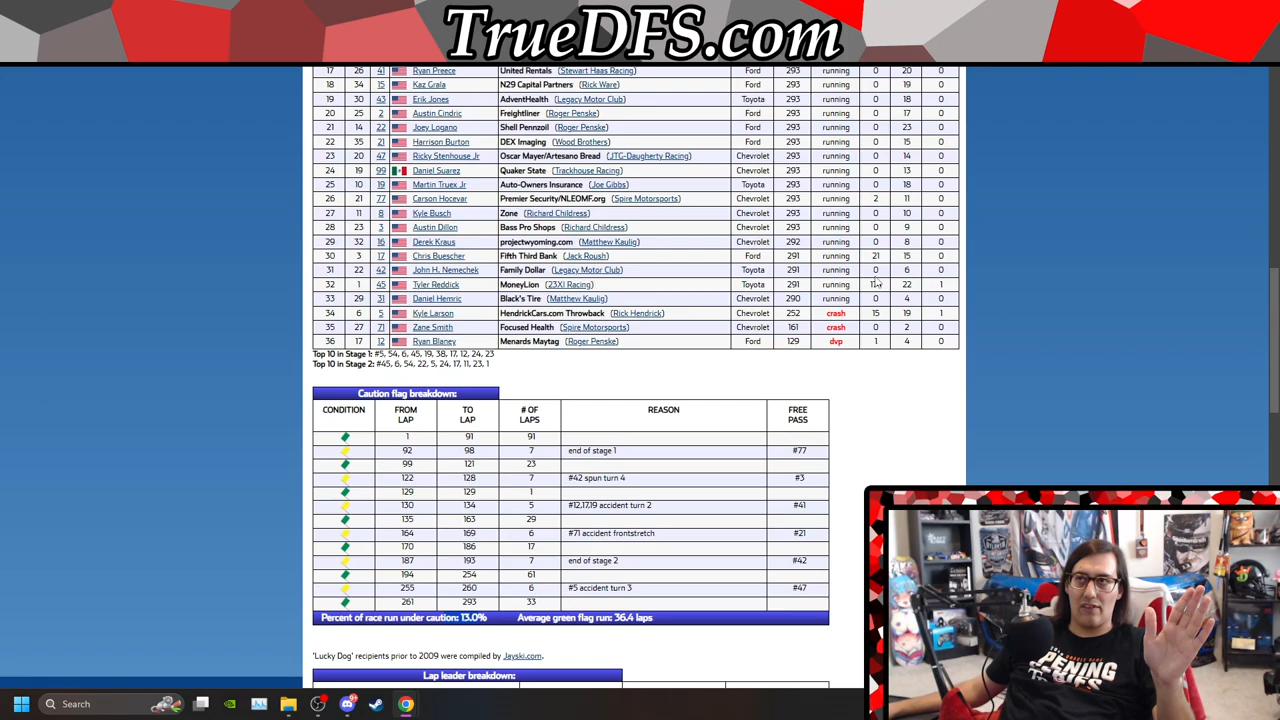 TrueDFS.com
17 26 41 Ryan Preece United Rentals (Stewart Haas Racing) Ford 293 running 0 20 0
18 34 15 Kaz Grala N29 Capital Partners (Rick Ware) Ford 293 running 0 19 0
19 30 43 Erik Jones AdventHealth (Legacy Motor Club) Toyota 293 running 0 18 0
20 25 2 Austin Cindric Freightliner (Roger Penske) Ford 293 running 0 17 0
21 14 22 Joey Logano Shell Pennzoil (Roger Penske) Ford 293 running 0 23 0
22 35 21 Harrison Burton DEX Imaging (Wood Brothers) Ford 293 running 0 15 0
23 20 47 Ricky Stenhouse Jr Oscar Mayer/Artesano Bread (JTG-Daugherty Racing) Chevrolet 293 running 0 14 0
24 19 99 Daniel Suarez Quaker State (Trackhouse Racing) Chevrolet 293 running 0 13 0
25 10 19 Martin Truex Jr Auto-Owners Insurance (Joe Gibbs) Toyota 293 running 0 18 0
26 21 77 Carson Hocevar Premier Security/NLEOMF.org (Spire Motorsports) Chevrolet 293 running 2 11 0
27 11 8 Kyle Busch Zone (Richard Childress) Chevrolet 293 running 0 10 0
28 23 3 Austin Dillon Bass Pro Shops (Richard Childress) Chevrolet 293 running 0 9 0
29 32 16 Derek Kraus projectwyoming.com (Matthew Kaulig) Chevrolet 292 running 0 8 0
30 3 17 Chris Buescher Fifth Third Bank (Jack Roush) Ford 291 running 21 15 0
31 22 42 John H. Nemechek Family Dollar (Legacy Motor Club) Toyota 291 running 0 6 0
32 1 45 Tyler Reddick MoneyLion (23XI Racing) Toyota 291 running 22 1
33 29 31 Daniel Hemric Black's Tire (Matthew Kaulig) Chevrolet 290 running 0 4 0
34 6 5 Kyle Larson HendrickCars.com Throwback (Rick Hendrick) Chevrolet 252 crash 15 19 1
35 27 71 Zane Smith Focused Health (Spire Motorsports) Chevrolet 161 crash 0 2 0
36 17 12 Ryan Blaney Menards Maytag (Roger Penske) Ford 129 dvp 1 4 0
Top 10 in Stage 1: #5, 54, 6, 45, 19, 38, 17, 12, 24, 23
Top 10 in Stage 2: #45, 6, 54, 22, 5, 24, 17, 11, 23, 1
Caution flag breakdown:
CONDITION FROM LAP TO LAP # OF LAPS REASON FREE PASS
1 91 91
92 98 7 end of stage 1 #77
99 121 23
122 128 7 #42 spun turn 4 #3
129 129 1
130 134 5 #12,17,19 accident turn 2 #41
135 163 29
164 169 6 #71 accident frontstretch #21
170 186 17
187 193 7 end of stage 2 #42
194 254 61
255 260 6 #5 accident turn 3 #47
261 293 33
Percent of race run under caution: 13.0% Average green flag run: 36.4 laps
'Lucky Dog' recipients prior to 2009 were compiled by Jayski.com.
Lap leader breakdown:
Search